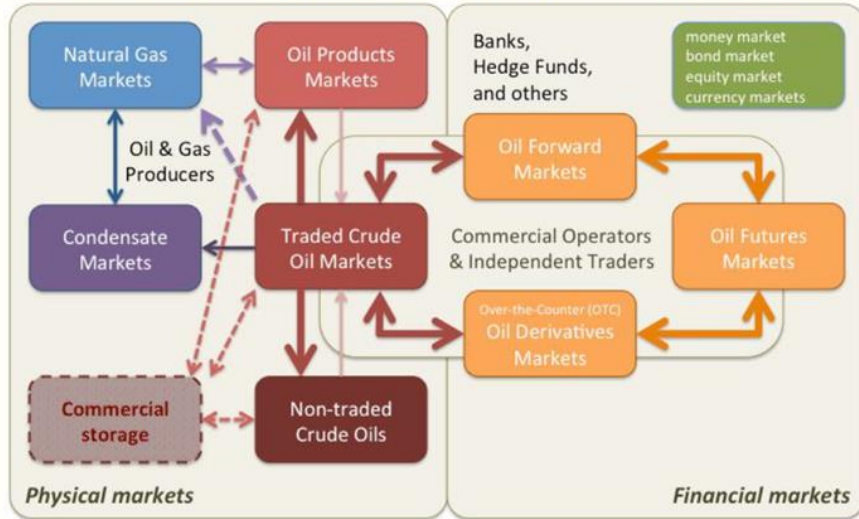 Natural Gas
Markets
Oil Products
Markets
Banks,
Hedge Funds,
and others
money market
bond market
equity market
currency markets
Oil & Gas
Producers
Oil Forward
Markets
Condensate
Markets
Traded Crude
Oil Markets
Commercial Operators
& Independent Traders
Oil Futures
Markets
Over-the-Counter (OTC)
Oil Derivatives
Markets
Commercial
storage
Non-traded
Crude Oils
Physical markets
Financial markets